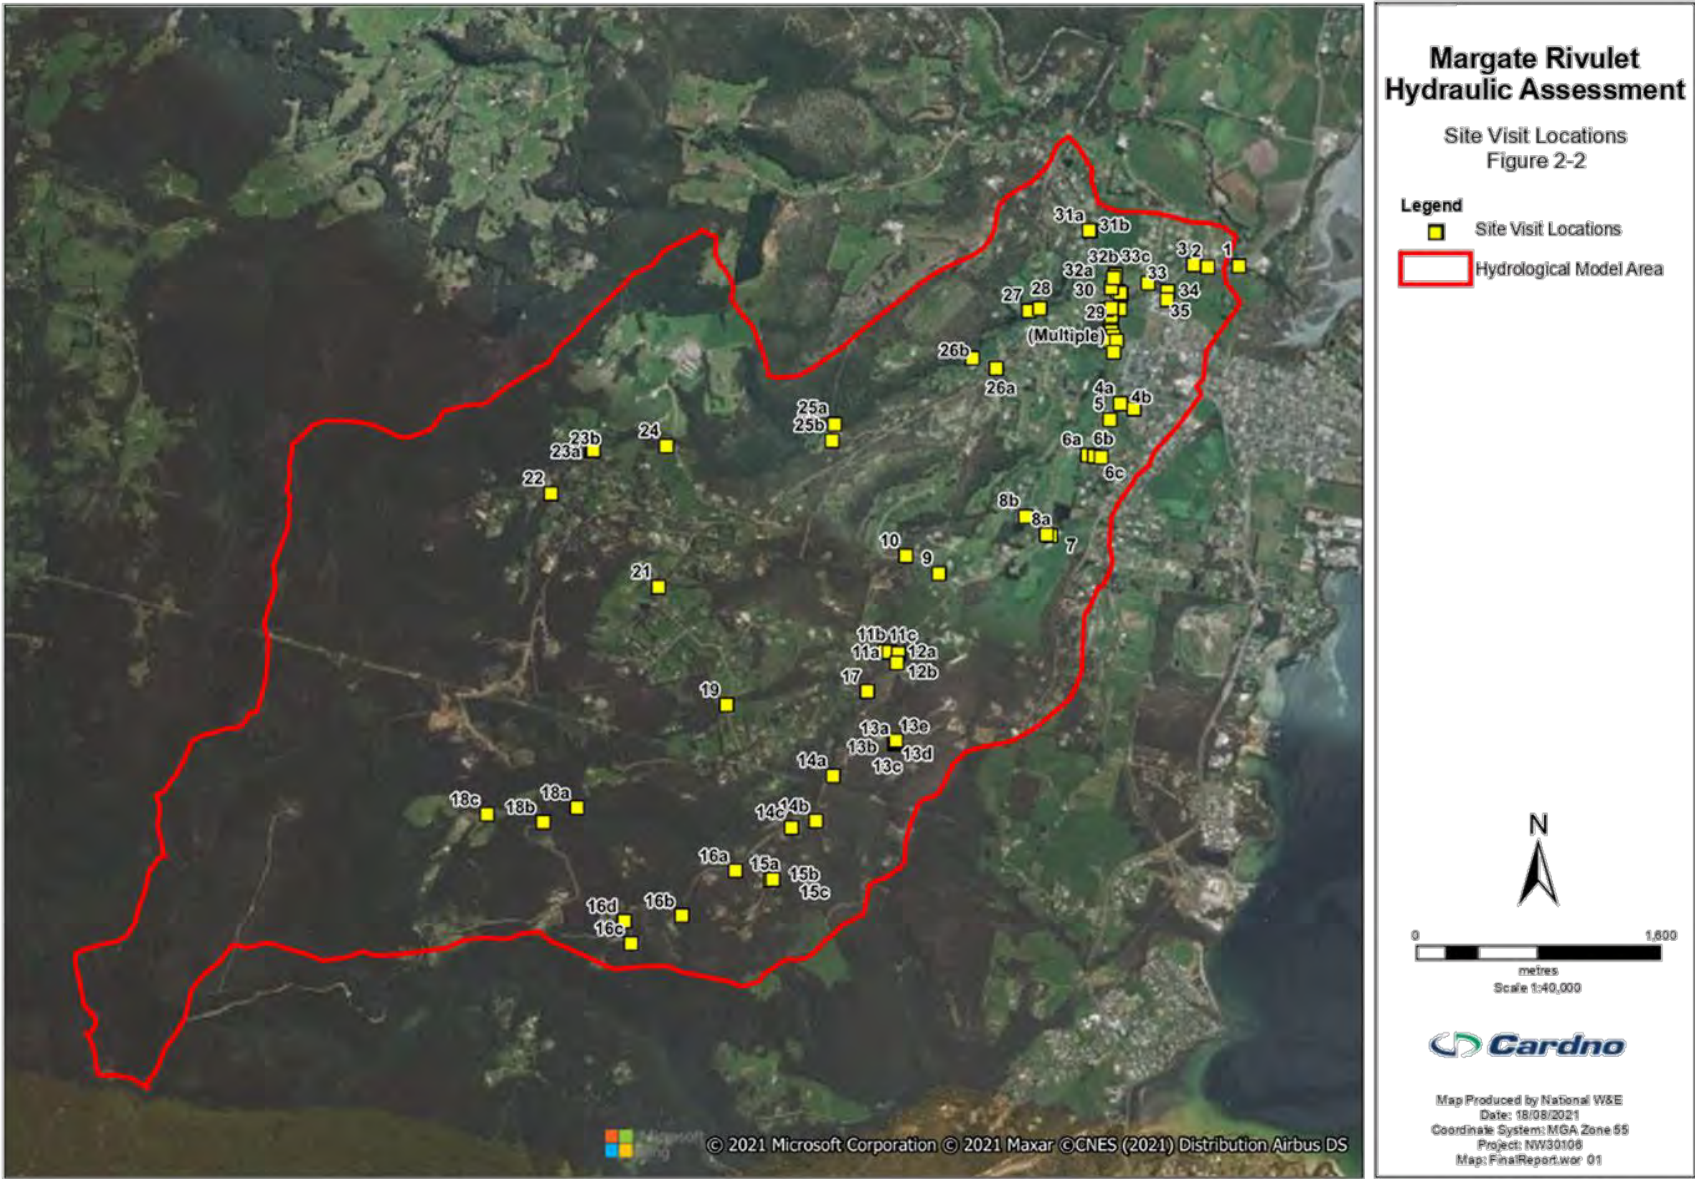 31a
31b
3 2 1
32b 33c
32a 33
30 34
27 28
29 35
(Multiple)
26b
26a
4a
5 4b
25a
25b
24
23b
23a
6a 6b
6c
22
8b
8a
7
10
9
21
11b 11c
11a 12a
12b
17
19
13a 13e
13b 13d
13c
14a
18c 18b 18a
14c 14b
16a 15a
15b
15c
16d 16b
16c
© 2021 Microsoft Corporation © 2021 Maxar ©CNES (2021) Distribution Airbus DS
Margate Rivulet
Hydraulic Assessment
Site Visit Locations
Figure 2-2
Legend
Site Visit Locations
Hydrological Model Area
N
0 1,600
metres
Scale 1:40,000
Cardno
Map Produced by National W&E
Date: 18/08/2021
Coordinate System: MGA Zone 55
Project: NW30106
Map: FinalReport.wor 01